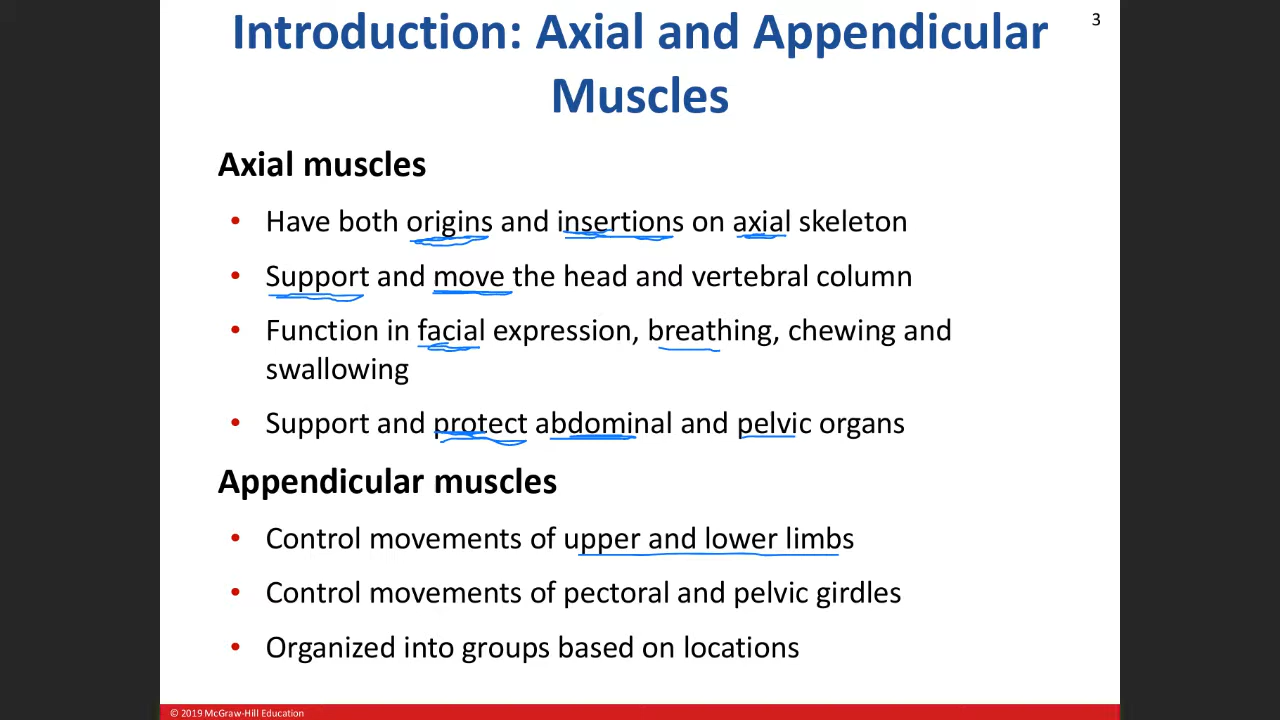 Introduction: Axial and Appendicular
3
Muscles
Axial muscles
• Have both origins and insertions on axial skeleton
• Support and move the head and vertebral column
• Function in facial expression, breathing, chewing and
swallowing
• Support and protect abdominal and pelvic organs
Appendicular muscles
• Control movements of upper and lower limbs
• Control movements of pectoral and pelvic girdles
• Organized into groups based on locations
© 2019 McGraw-Hill Education